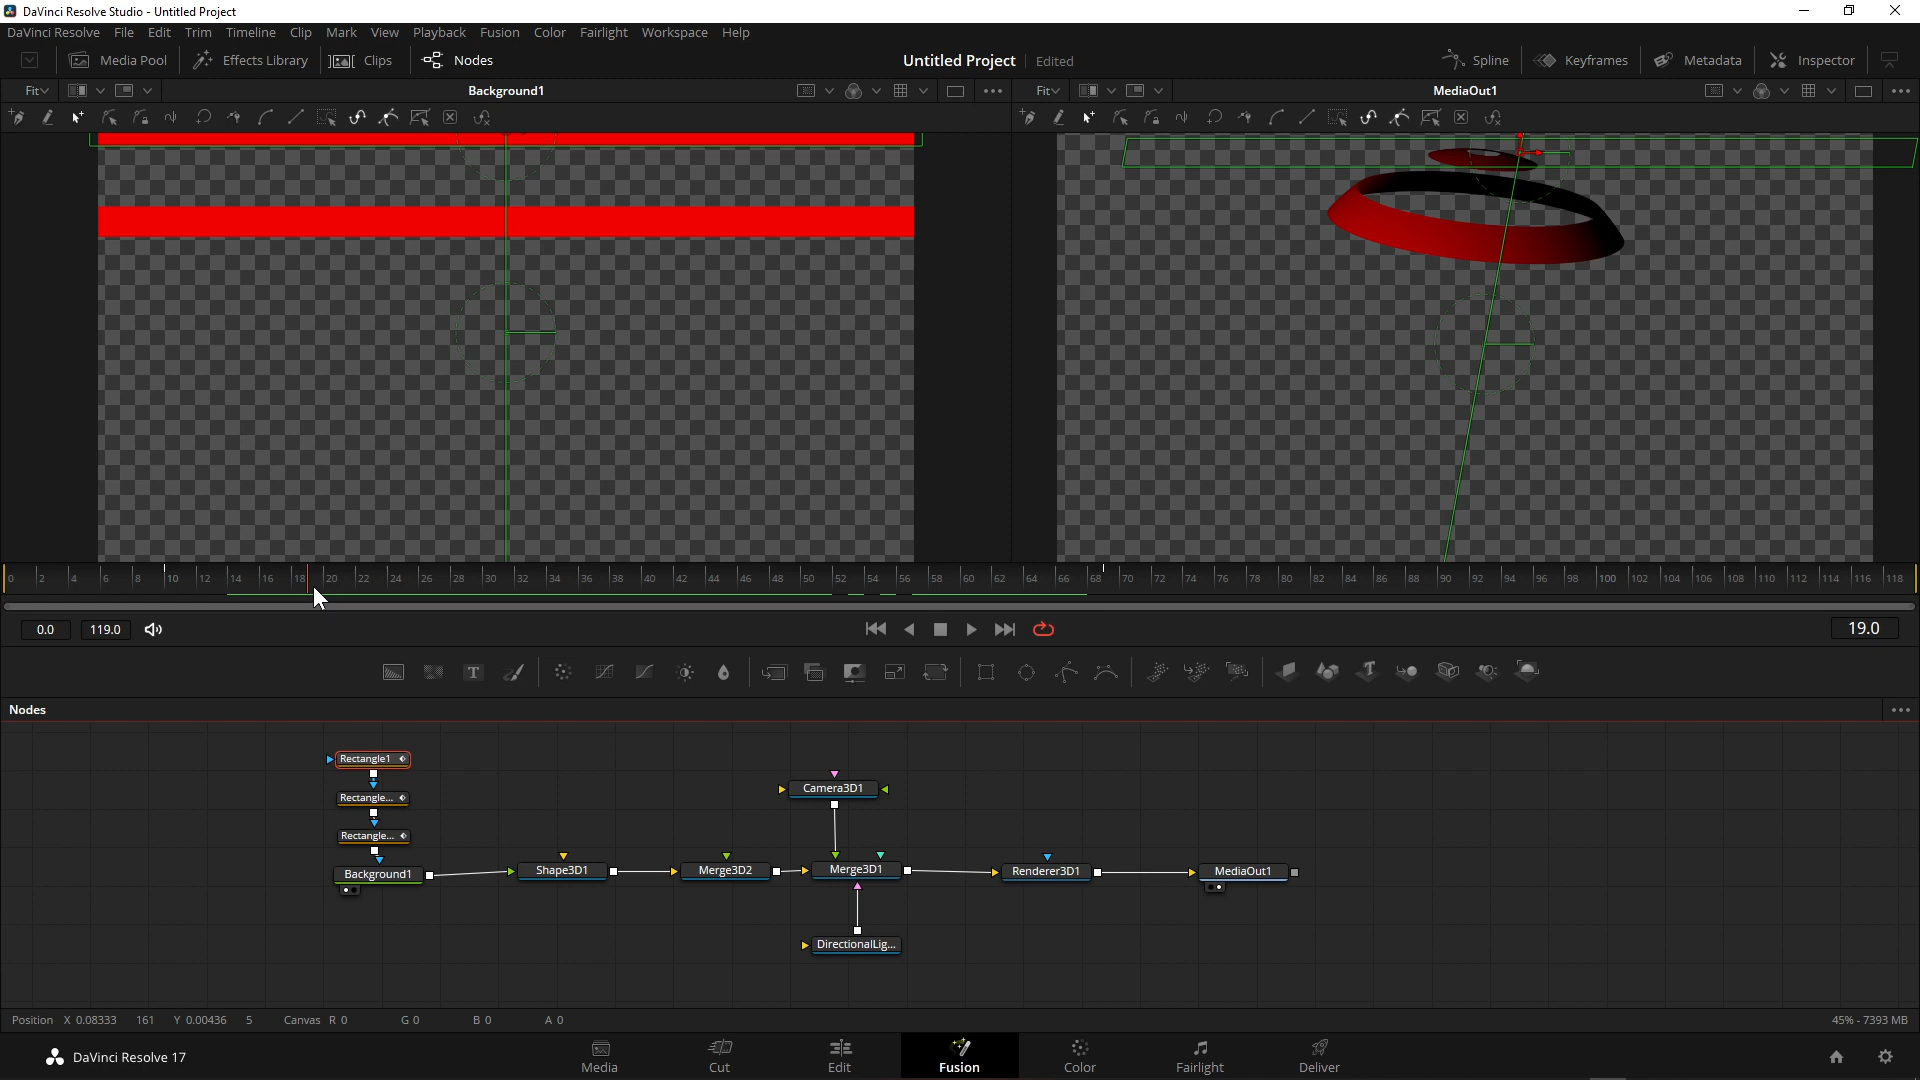 DaVinci Resolve Studio - Untitled Project
DaVinci Resolve File Edit Trim Timeline Clip Mark View Playback Fusion Color Fairlight Workspace Help
Media Pool Effects Library Clips Nodes Untitled Project Edited Spline Keyframes Metadata Inspector
Fit Background1 Fit MediaOut1
0 2 4 6 8 10 12 14 16 18 20 22 24 26 28 30 32 34 36 38 40 42 44 46 48 50 52 54 56 58 60 62 64 66 68 70 72 74 76 78 80 82 84 86 88 90 92 94 96 98 100 102 104 106 108 110 112 114 116 118
0.0 119.0 19.0
T T
Nodes
Rectangle1
Camera3D1
Rectangle...
Rectangle...
Background1 Shape3D1 Merge3D2 Merge3D1 Renderer3D1 MediaOut1
DirectionalLig...
Position X 0.08333 161 Y 0.00436 5 Canvas R 0 G 0 B 0 A 0 45% - 7393 MB
DaVinci Resolve 17 Media Cut Edit Fusion Color Fairlight Deliver